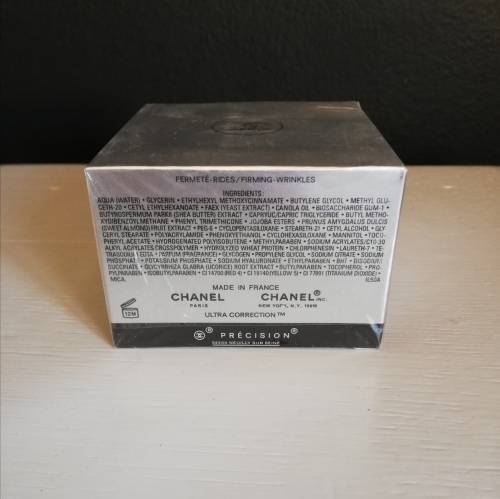 FERMETÉ-RIDES/FIRMING-WRINKLES
INGREDIENTS:
AQUA (WATER) • GLYCERIN • ETHYLHEXYL METHOXYCINNAMATE • BUTYLENE GLYCOL • METHYL GLU-
CETH-20 • CETYL ETHYLHEXANOATE • FAEX (YEAST EXTRACT) • CANOLA OIL • BIOSACCHARIDE GUM-1 •
BUTYROSPERMUM PARKII (SHEA BUTTER) EXTRACT • CAPRYLIC/CAPRIC TRIGLYCERIDE • BUTYL METHO-
XYDIBENZOYLMETHANE • PHENYL TRIMETHICONE • JOJOBA ESTERS • PRUNUS AMYGDALUS DULCIS
(SWEET ALMOND) FRUIT EXTRACT • PEG-6 • CYCLOPENTASILOXANE • STEARETH-21 • CETYL ALCOHOL • GLY-
CERYL STEARATE • POLYACRYLAMIDE • PHENOXYETHANOL • CYCLOHEXASILOXANE • MANNITOL • TOCO-
PHERYL ACETATE • HYDROGENATED POLYISOBUTENE • METHYLPARABEN • SODIUM ACRYLATES/C10-30
ALKYL ACRYLATES CROSSPOLYMER • HYDROLYZED WHEAT PROTEIN • CHLORPHENESIN • LAURETH-7 • TE-
TRASODIUM EDTA • PARFUM (FRAGRANCE) • GLYCOGEN • PROPYLENE GLYCOL • SODIUM CITRATE • SODIUM
PHOSPHATE • POTASSIUM PHOSPHATE • SODIUM HYALURONATE • ETHYLPARABEN • BHT • DISODIUM
SUCCINATE • GLYCYRRHIZA GLABRA (LICORICE) ROOT EXTRACT • BUTYLPARABEN • TOCOPHEROL • PRO-
PYLPARABEN • ISOBUTYLPARABEN • CI 14700 (RED 4) • CI 19140 (YELLOW 5) • CI 77891 (TITANIUM DIOXIDE) •
MICA.
MADE IN FRANCE
CHANEL CHANEL® INC.
PARIS NEW YORK, N.Y. 10019
12M
ULTRA CORRECTION™
PRÉCISION®
92200 NEUILLY SUR SEINE